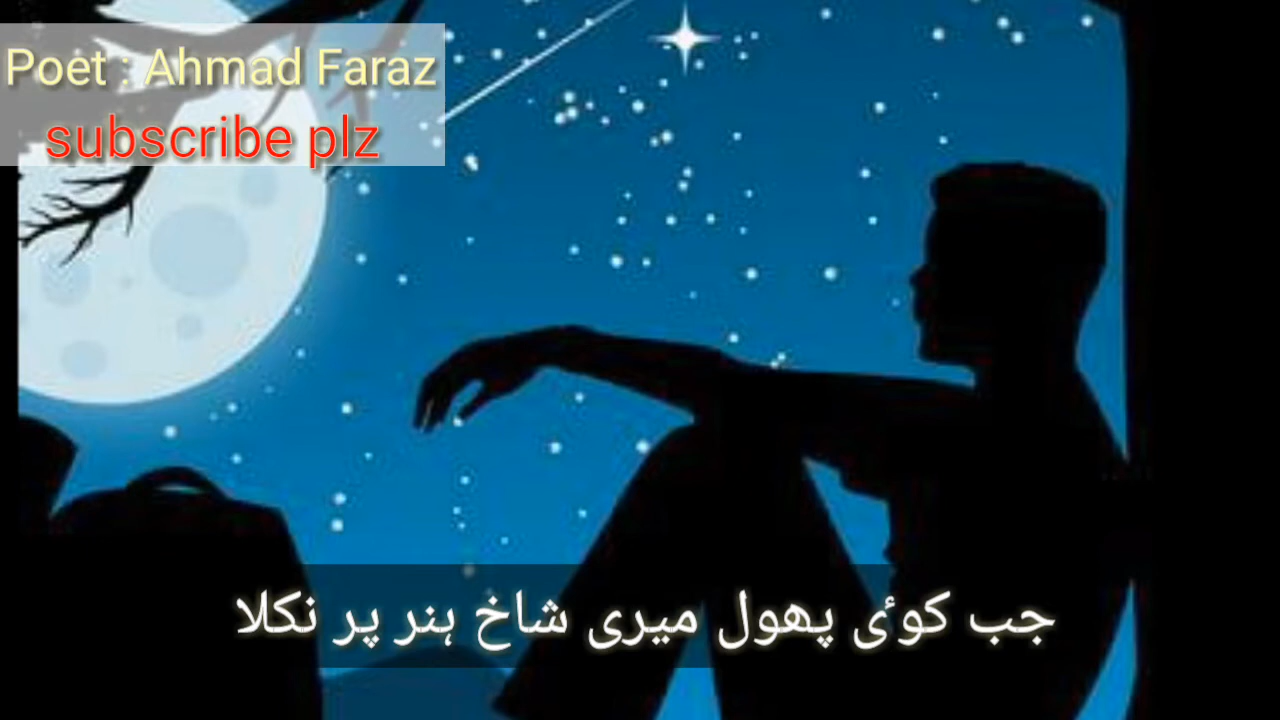 Poet : Ahmad Faraz
subscribe plz
جب کوئی پھول میری شاخ ہنر پر نکلا